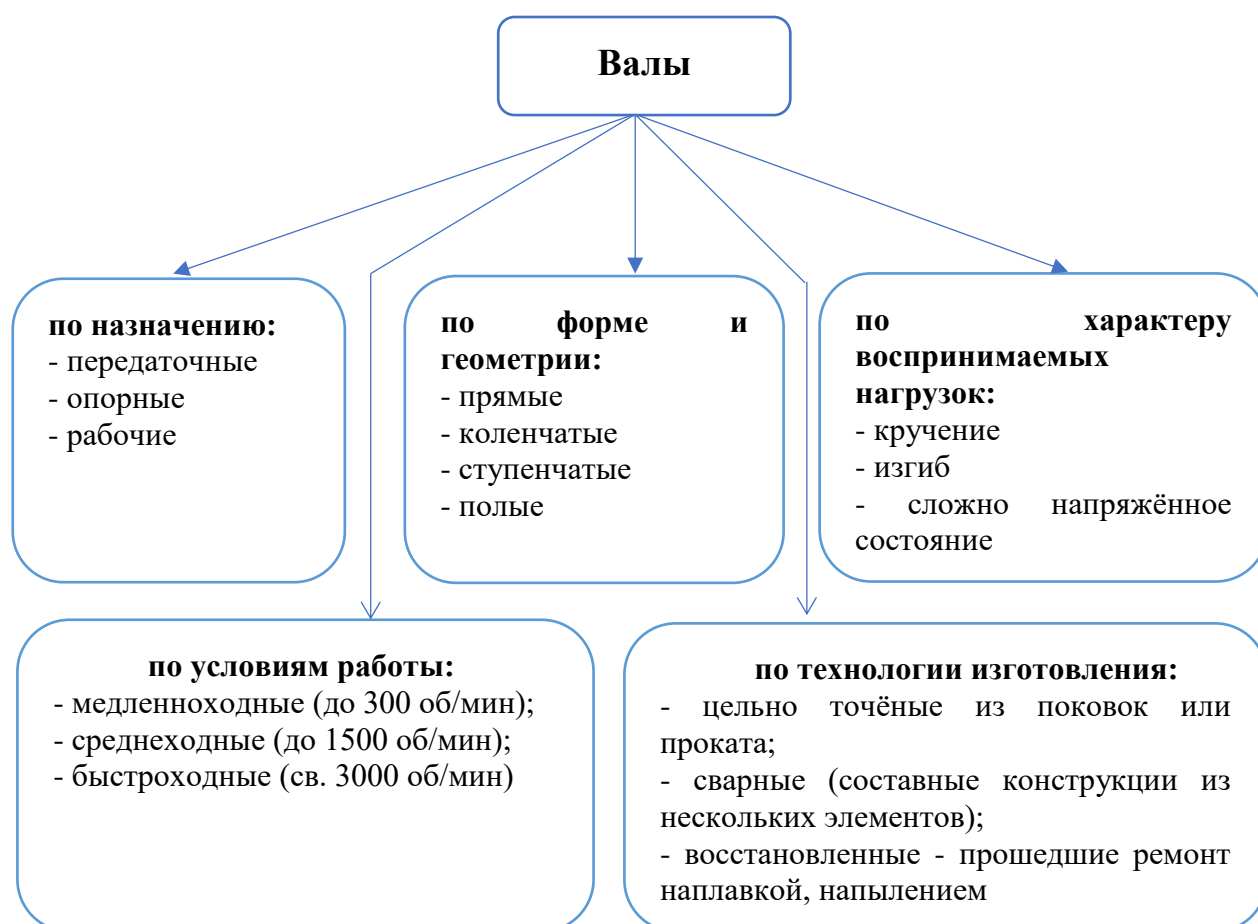 Валы
по назначению:
- передаточные
- опорные
- рабочие
по форме и
геометрии:
- прямые
- коленчатые
- ступенчатые
- полые
по характеру
воспринимаемых
нагрузок:
- кручение
- изгиб
- сложно напряжённое
состояние
по условиям работы:
- медленноходные (до 300 об/мин);
- среднеходные (до 1500 об/мин);
- быстроходные (св. 3000 об/мин)
по технологии изготовления:
- цельно точёные из поковок или
проката;
- сварные (составные конструкции из
нескольких элементов);
- восстановленные - прошедшие ремонт
наплавкой, напылением